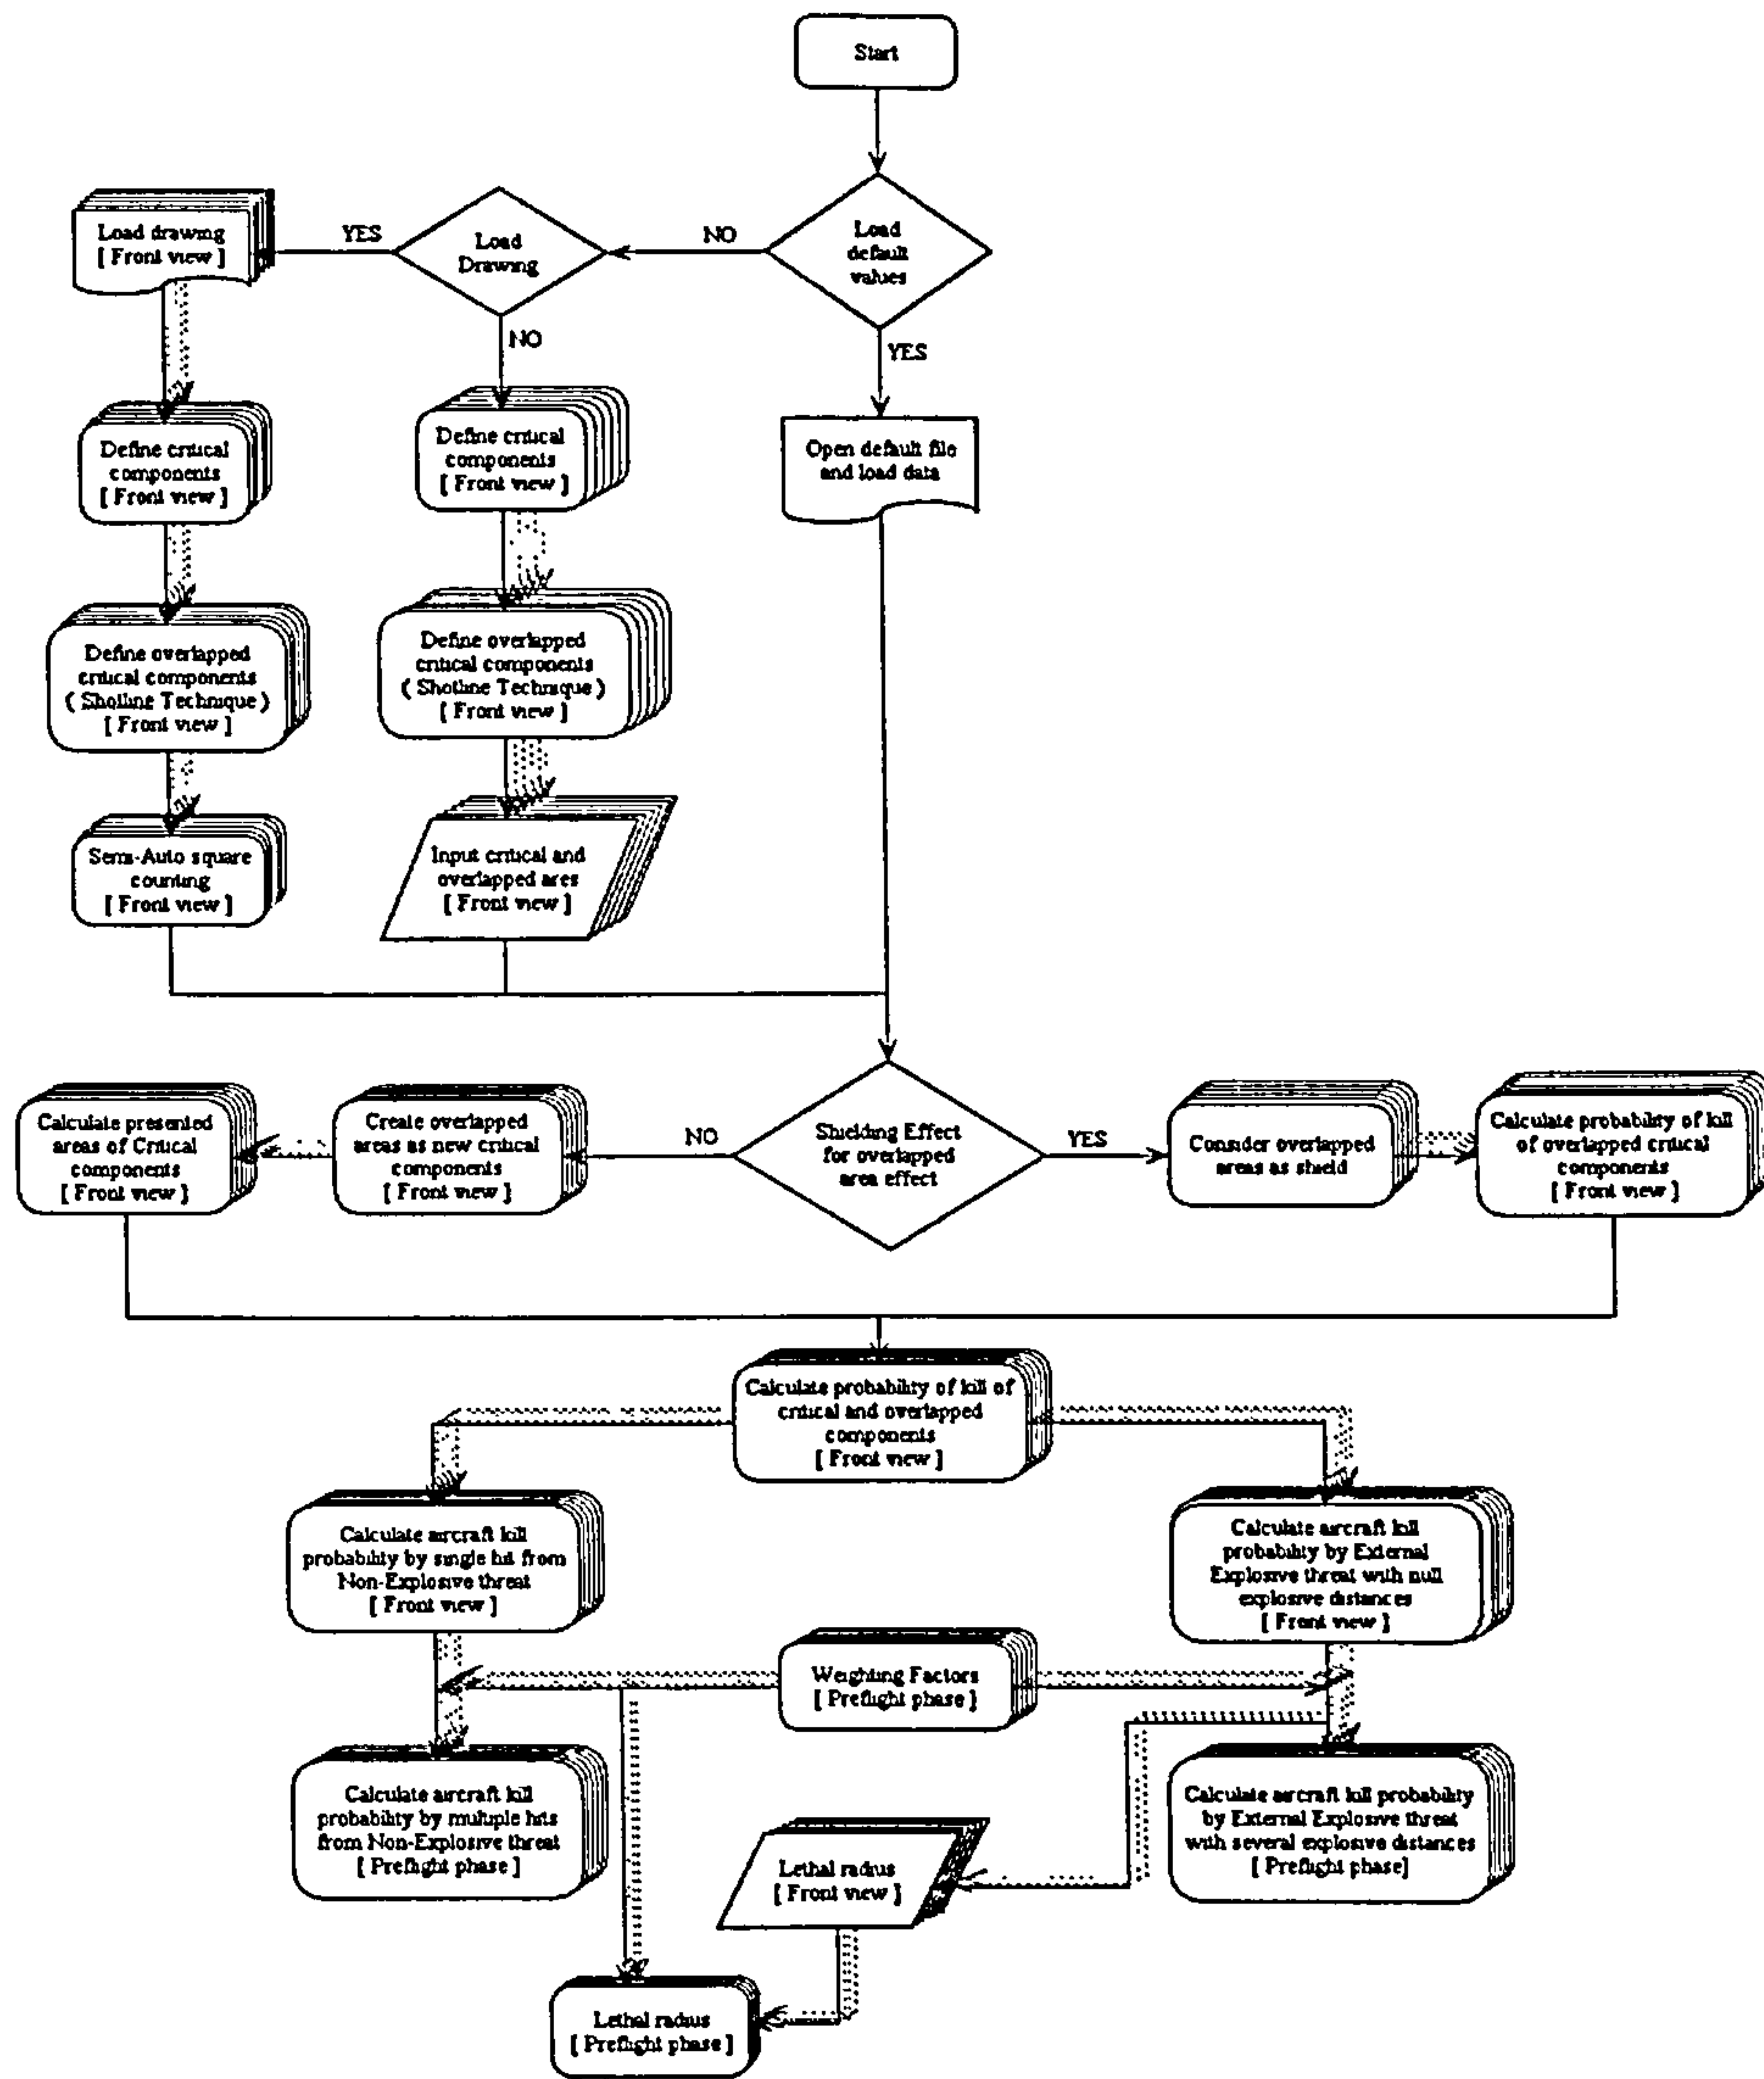 Start
Load
default
values
NO
YES
Load
Drawing
YES
NO
Load drawing
[ Front view ]
Define critical
components
[ Front view ]
Define overlapped
critical components
( Shotline Technique )
[ Front view ]
Semi-Auto square
counting
[ Front view ]
Define critical
components
[ Front view ]
Define overlapped
critical components
( Shotline Technique )
[ Front view ]
Input critical and
overlapped ares
[ Front view ]
Open default file
and load data
Shielding Effect
for overlapped
area effect
NO
YES
Create overlapped
areas as new critical
components
[ Front view ]
Calculate presented
areas of Critical
components
[ Front view ]
Consider overlapped
areas as shield
Calculate probability of kill
of overlapped critical
components
[ Front view ]
Calculate probability of kill of
critical and overlapped
components
[ Front view ]
Calculate aircraft kill
probability by single hit from
Non-Explosive threat
[ Front view ]
Calculate aircraft kill
probability by External
Explosive threat with null
explosive distances
[ Front view ]
Weighting Factors
[ Preflight phase ]
Calculate aircraft kill
probability by multiple hits
from Non-Explosive threat
[ Preflight phase ]
Calculate aircraft kill probability
by External Explosive threat
with several explosive distances
[ Preflight phase]
Lethal radius
[ Front view ]
Lethal radius
[ Preflight phase ]